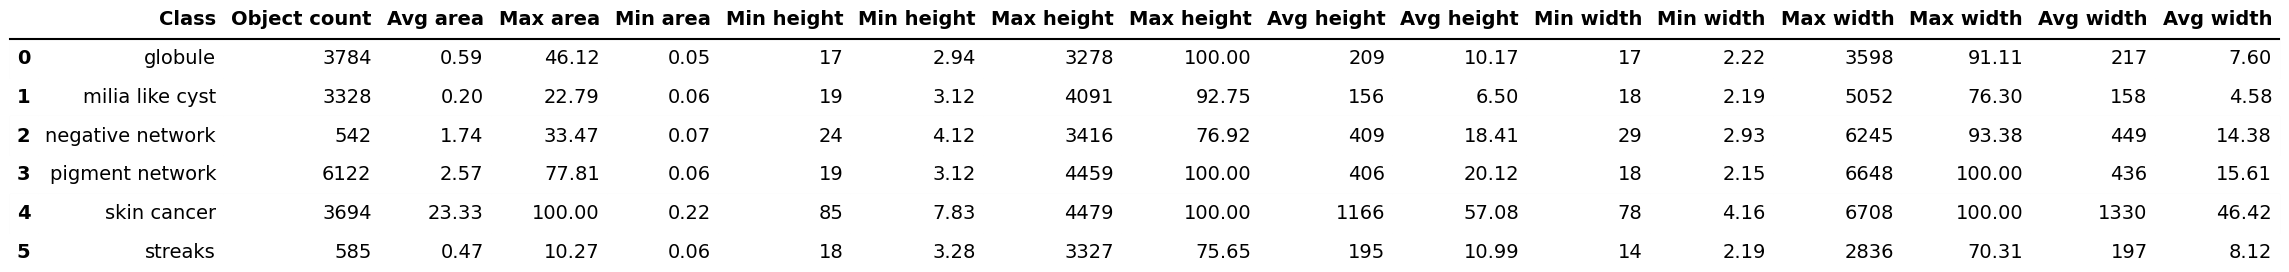 Class Object count Avg area Max area Min area Min height Min height Max height Max height Avg height Avg height Min width Min width Max width Max width Avg width Avg width
0 globule 3784 0.59 46.12 0.05 17 2.94 3278 100.00 209 10.17 17 2.22 3598 91.11 217 7.60
1 milia like cyst 3328 0.20 22.79 0.06 19 3.12 4091 92.75 156 6.50 18 2.19 5052 76.30 158 4.58
2 negative network 542 1.74 33.47 0.07 24 4.12 3416 76.92 409 18.41 29 2.93 6245 93.38 449 14.38
3 pigment network 6122 2.57 77.81 0.06 19 3.12 4459 100.00 406 20.12 18 2.15 6648 100.00 436 15.61
4 skin cancer 3694 23.33 100.00 0.22 85 7.83 4479 100.00 1166 57.08 78 4.16 6708 100.00 1330 46.42
5 streaks 585 0.47 10.27 0.06 18 3.28 3327 75.65 195 10.99 14 2.19 2836 70.31 197 8.12